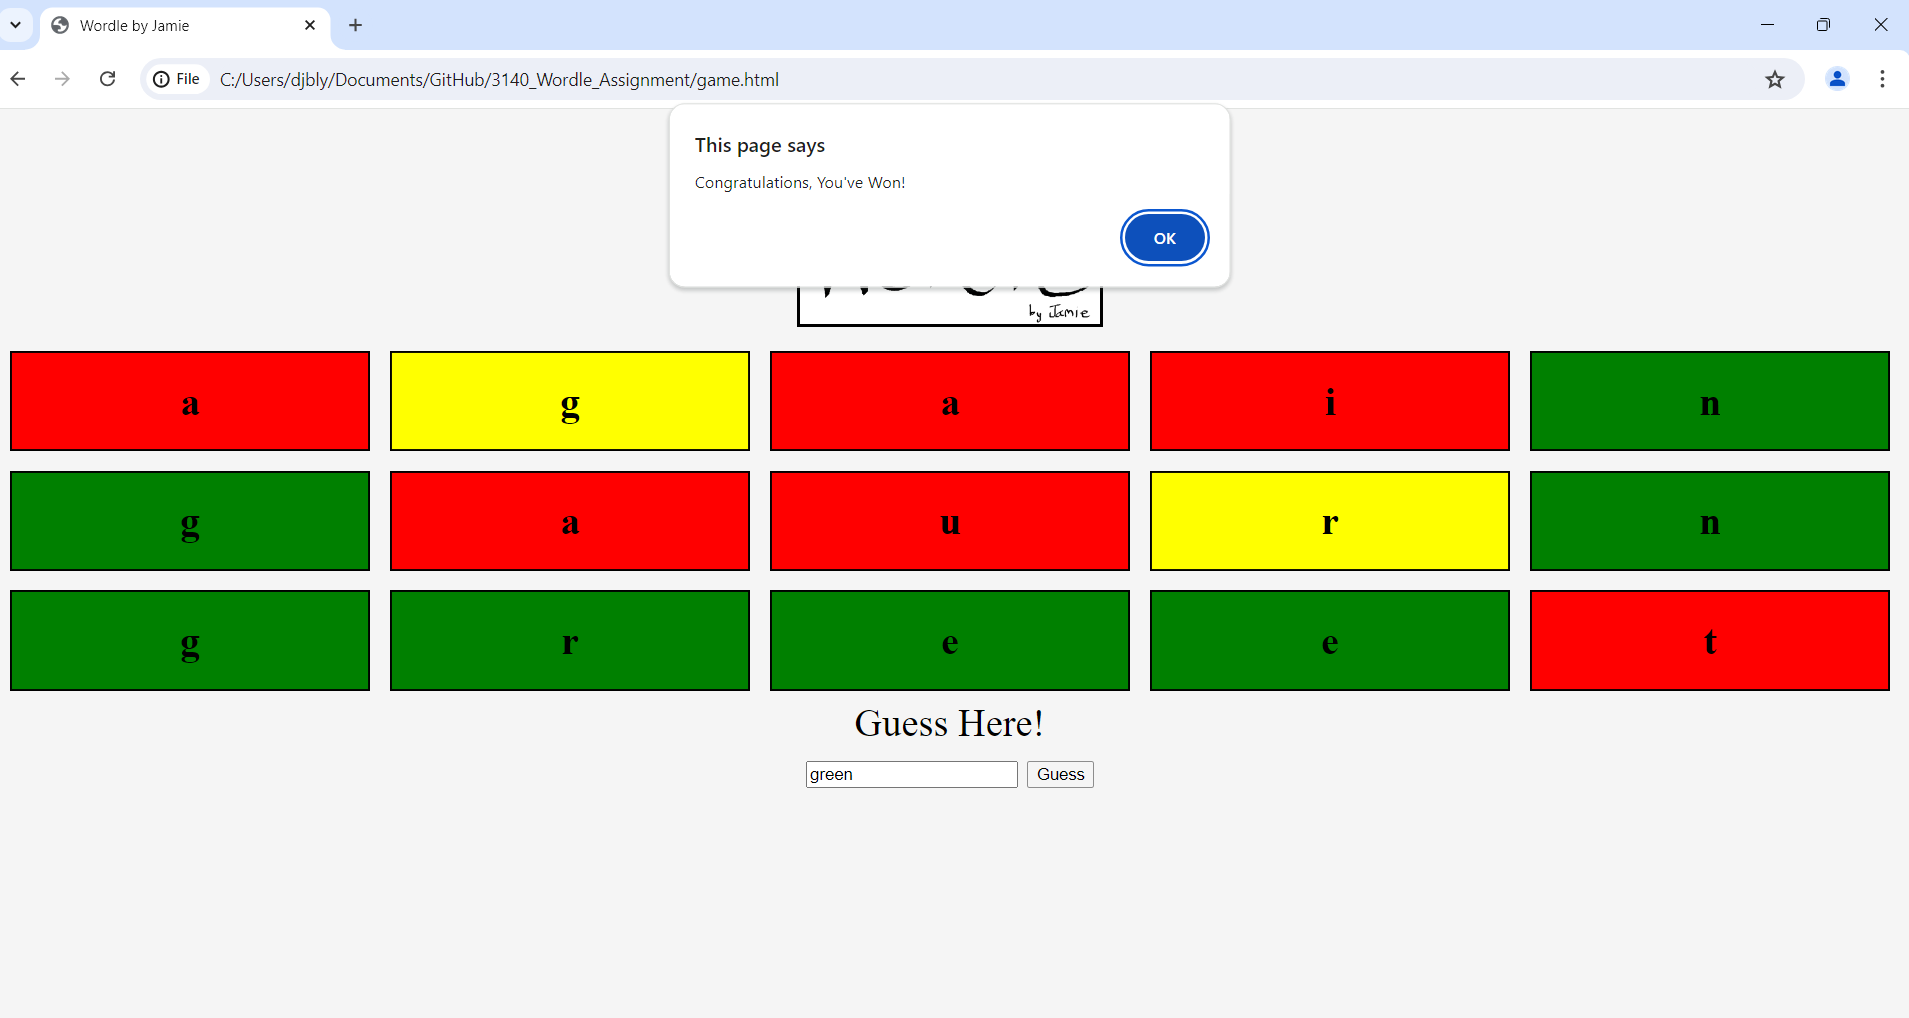 Wordle by Jamie
File C:/Users/djbly/Documents/GitHub/3140_Wordle_Assignment/game.html
This page says
Congratulations, You've Won!
OK
by Jamie
a g a i n
g a u r n
g r e e t
Guess Here!
green Guess